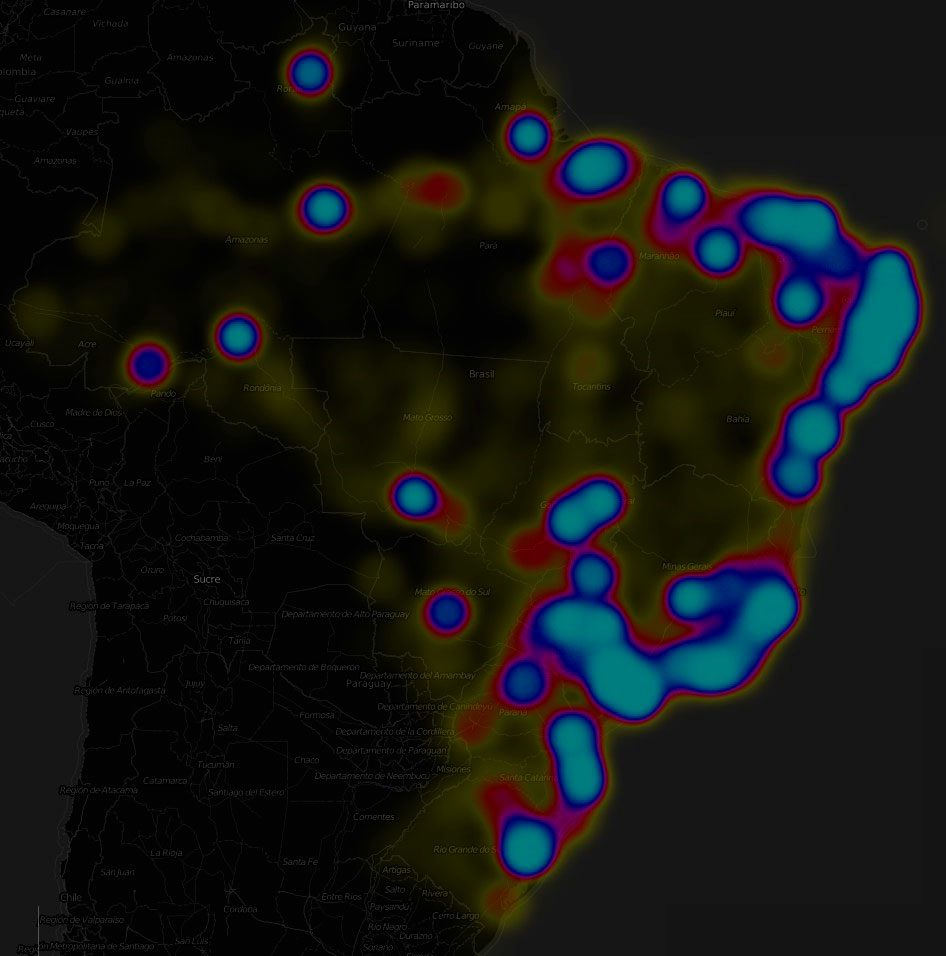 Paramaribo
Casanare
Vichada
Guyana
Suriname
Guyane
Meta
Amazonas
olombia
Guainía
Guaviare
Amapá
queta
Vaupes
Amazonas
Amazonas
Pará
Maranhão
Piauí
Ucayali
Acre
Brasil
Rondônia
Pando
Tocantins
Madre de Dios
Mato Grosso
Bahia
Cusco
Beni
Puno
La Paz
Arequipa
Moquegua
Tacna
Cochabamba
Santa Cruz
Oruro
Minas Gerais
Sucre
Chuquisaca
Región de Tarapacá
Potosí
Departamento de Alto Paraguay
Tarija
Departamento de Boquerón
Departamento del Amambay
Paraguay
Región de Antofagasta
Jujuy
Departamento de Canindeyú
Paraná
Formosa
Salta
Departamento de la Cordillera
Departamento de Paraguarí
Tucumán
Chaco
Misiones
Departamento de Ñeembucú
Santa Catarina
Catamarca
Región de Atacama
Santiago del Estero
Corrientes
La Rioja
Santa Fe
Rio Grande do S
San Juan
Artigas
Salto
Rivera
Chile
Entre Ríos
Paysandú
Córdoba
Cerro Largo
Región de Valparaíso
Río Negro
Durazno
San Luis
Región Metropolitana de Santiago
Soriano